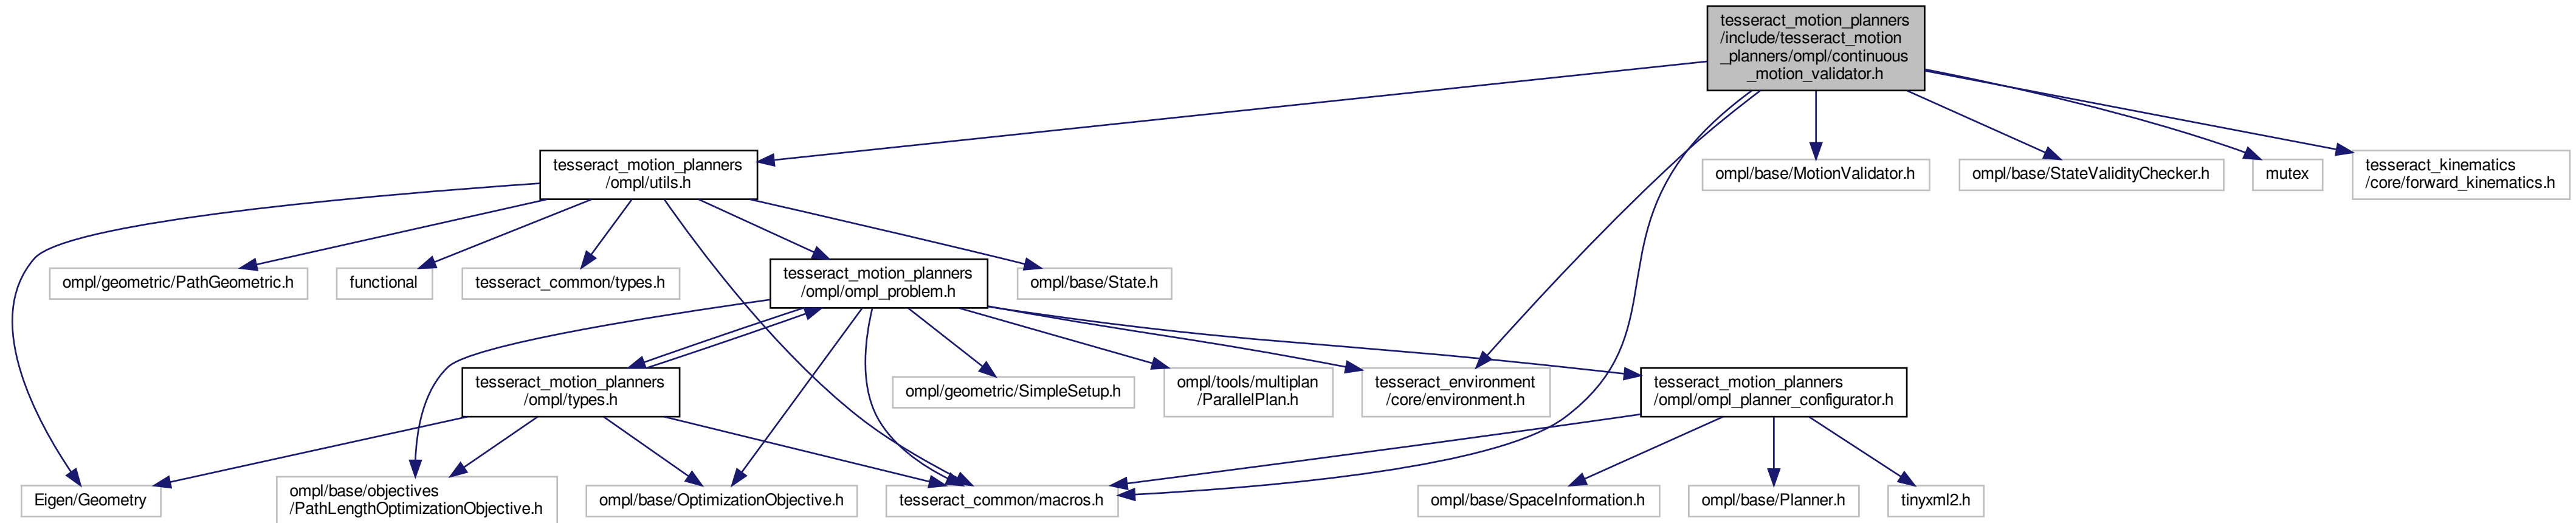 tesseract_motion_planners
/include/tesseract_motion
_planners/ompl/continuous
_motion_validator.h
tesseract_motion_planners
/ompl/utils.h
ompl/base/MotionValidator.h
ompl/base/StateValidityChecker.h
mutex
tesseract_kinematics
/core/forward_kinematics.h
ompl/geometric/PathGeometric.h
functional
tesseract_common/types.h
tesseract_motion_planners
/ompl/ompl_problem.h
ompl/base/State.h
tesseract_motion_planners
/ompl/types.h
ompl/geometric/SimpleSetup.h
ompl/tools/multiplan
/ParallelPlan.h
tesseract_environment
/core/environment.h
tesseract_motion_planners
/ompl/ompl_planner_configurator.h
Eigen/Geometry
ompl/base/objectives
/PathLengthOptimizationObjective.h
ompl/base/OptimizationObjective.h
tesseract_common/macros.h
ompl/base/SpaceInformation.h
ompl/base/Planner.h
tinyxml2.h